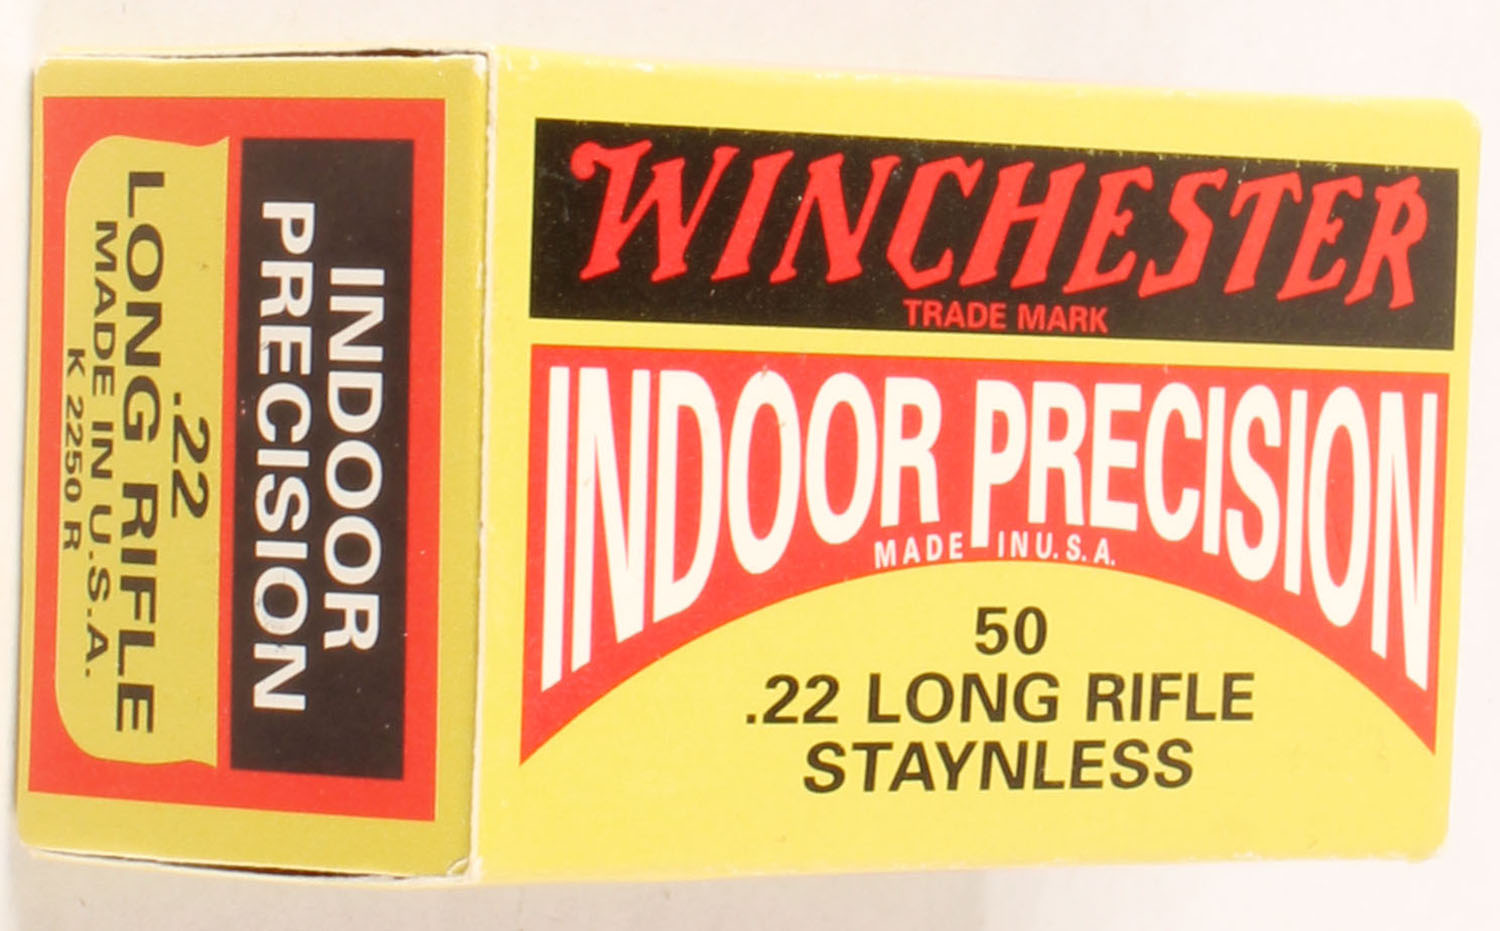 WINCHESTER
TRADE MARK
INDOOR PRECISION
MADE IN U.S.A.
50
.22 LONG RIFLE
STAYNLESS
INDOOR
PRECISION
.22
LONG RIFLE
MADE IN U.S.A.
K 2250 R